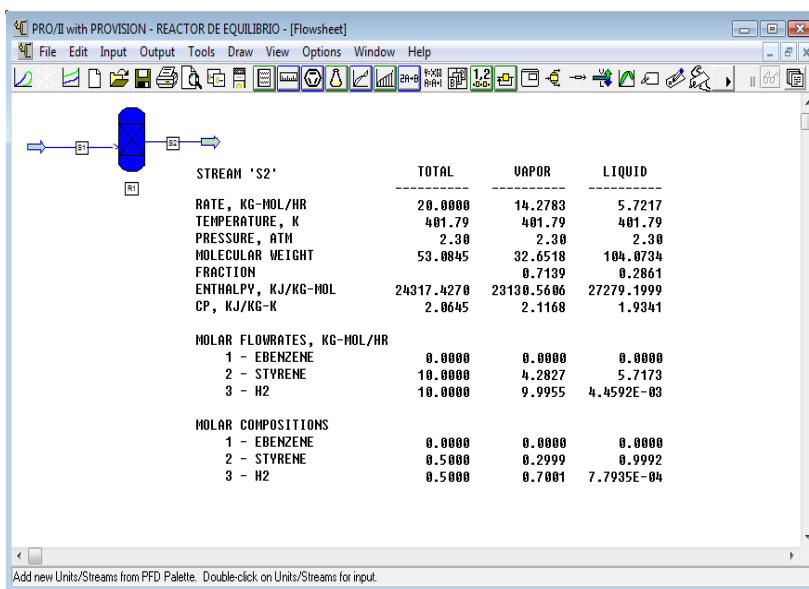 PRO/II with PROVISION - REACTOR DE EQUILIBRIO - [Flowsheet]
File Edit Input Output Tools Draw View Options Window Help
S1
S2
R1
STREAM 'S2' TOTAL VAPOR LIQUID
---------- ---------- ----------
RATE, KG-MOL/HR 20.0000 14.2783 5.7217
TEMPERATURE, K 401.79 401.79 401.79
PRESSURE, ATM 2.30 2.30 2.30
MOLECULAR WEIGHT 53.0845 32.6518 104.0734
FRACTION 0.7139 0.2861
ENTHALPY, KJ/KG-MOL 24317.4270 23130.5606 27279.1999
CP, KJ/KG-K 2.0645 2.1168 1.9341
MOLAR FLOWRATES, KG-MOL/HR
1 - EBENZENE 0.0000 0.0000 0.0000
2 - STYRENE 10.0000 4.2827 5.7173
3 - H2 10.0000 9.9955 4.4592E-03
MOLAR COMPOSITIONS
1 - EBENZENE 0.0000 0.0000 0.0000
2 - STYRENE 0.5000 0.2999 0.9992
3 - H2 0.5000 0.7001 7.7935E-04
Add new Units/Streams from PFD Palette. Double-click on Units/Streams for input.